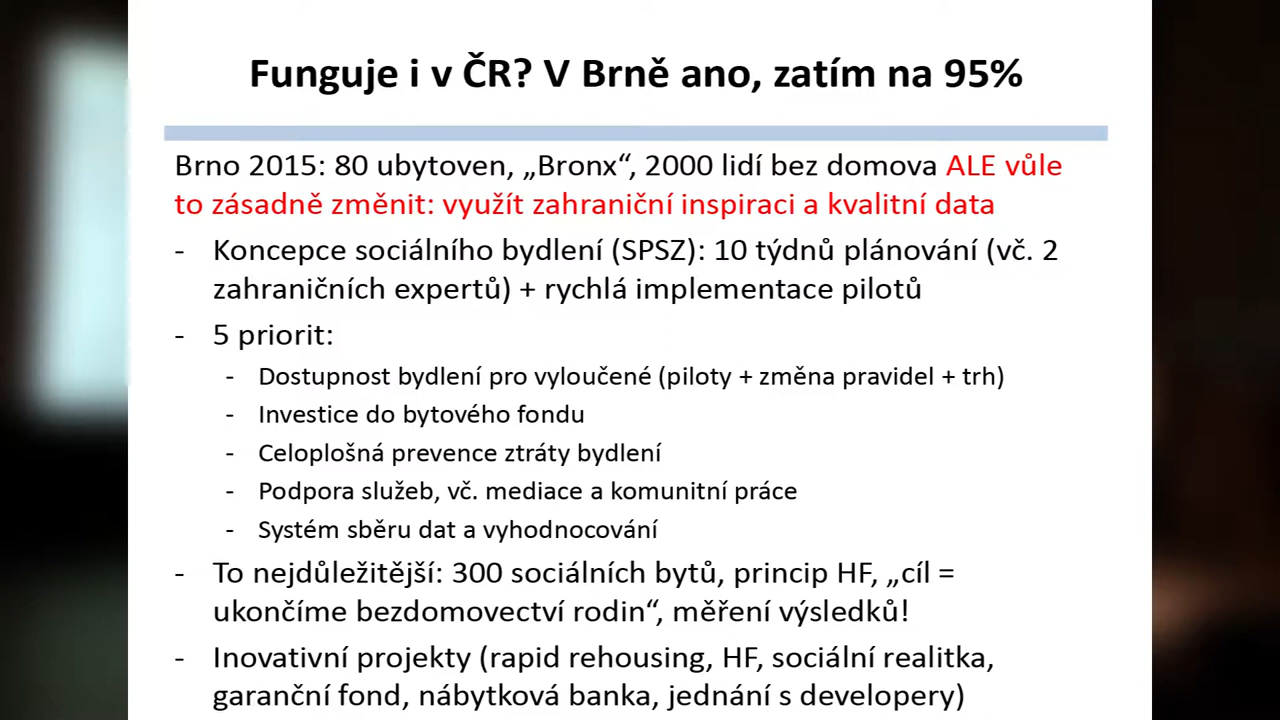 Funguje i v ČR? V Brně ano, zatím na 95%
Brno 2015: 80 ubytoven, „Bronx“, 2000 lidí bez domova ALE vůle
to zásadně změnit: využít zahraniční inspiraci a kvalitní data
- Koncepce sociálního bydlení (SPSZ): 10 týdnů plánování (vč. 2
zahraničních expertů) + rychlá implementace pilotů
- 5 priorit:
- Dostupnost bydlení pro vyloučené (piloty + změna pravidel + trh)
- Investice do bytového fondu
- Celoplošná prevence ztráty bydlení
- Podpora služeb, vč. mediace a komunitní práce
- Systém sběru dat a vyhodnocování
- To nejdůležitější: 300 sociálních bytů, princip HF, „cíl =
ukončíme bezdomovectví rodin“, měření výsledků!
- Inovativní projekty (rapid rehousing, HF, sociální realitka,
garanční fond, nábytková banka, jednání s developery)